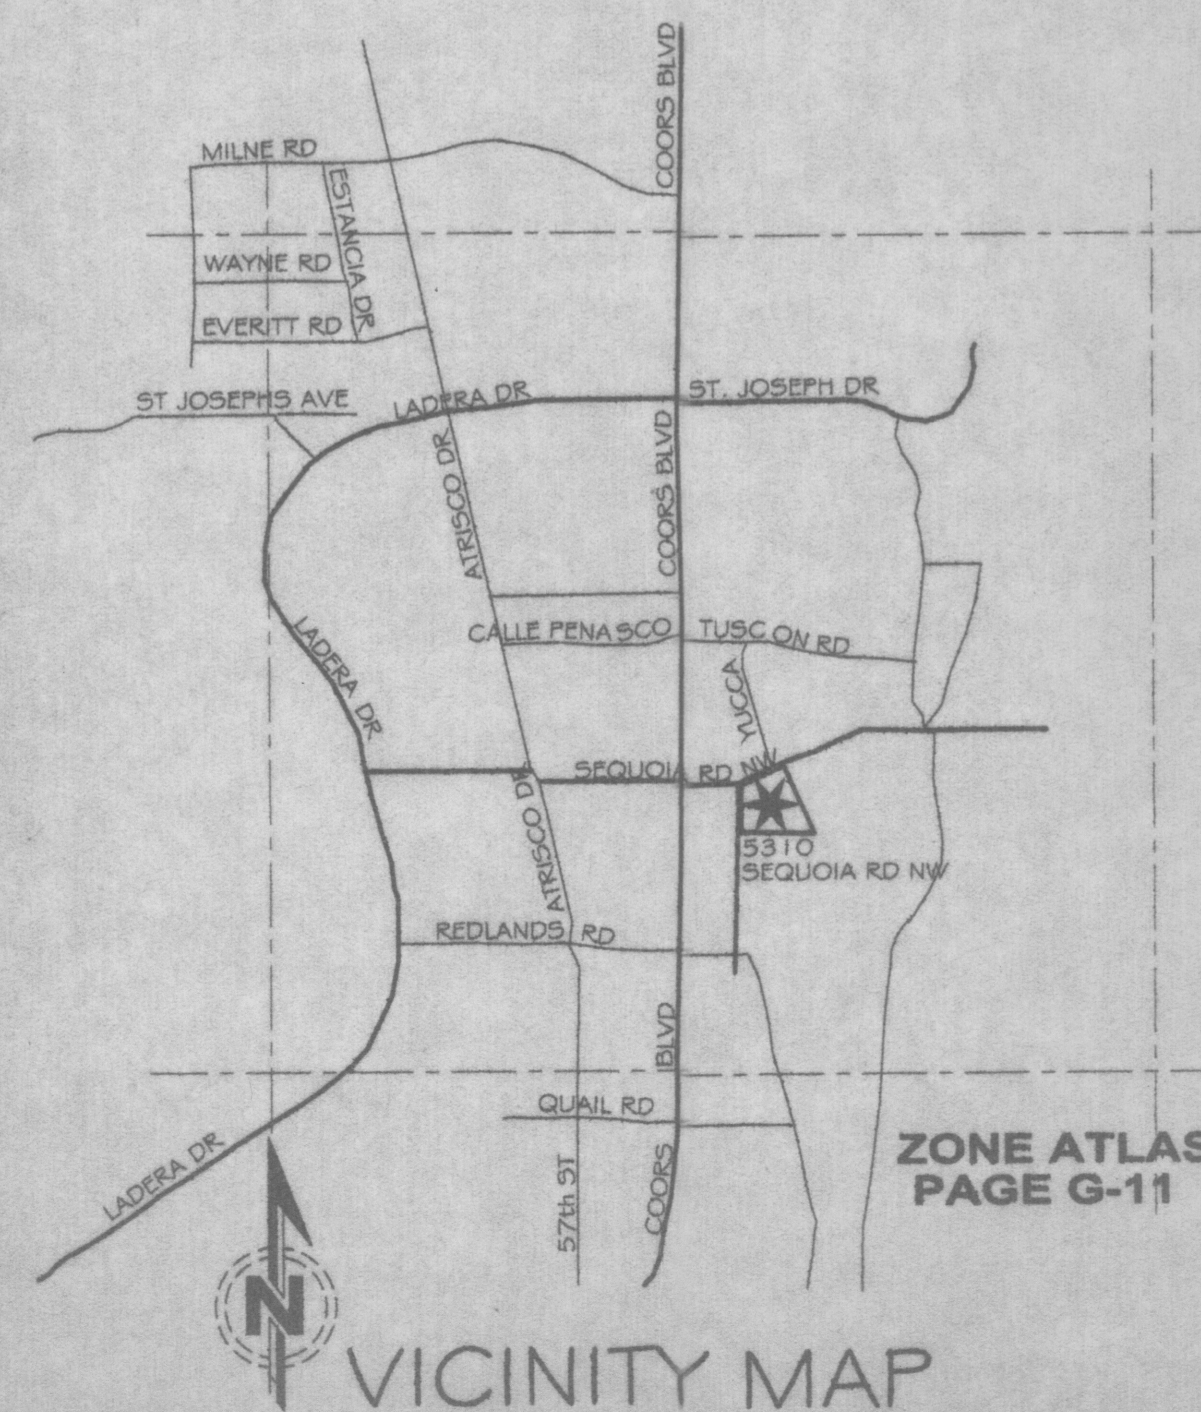 COORS BLVD
MILNE RD
ESTANCIA DR
WAYNE RD
EVERITT RD
ST JOSEPHS AVE
LADERA DR
ST. JOSEPH DR
ATRISCO DR
COORS BLVD
CALLE PENASCO
TUSCON RD
LADERA DR
YUCCA
SEQUOIA RD NW
ATRISCO DR
5310
SEQUOIA RD NW
REDLANDS RD
COORS BLVD
QUAIL RD
57th ST
LADERA DR
ZONE ATLAS
PAGE G-11
N
VICINITY MAP